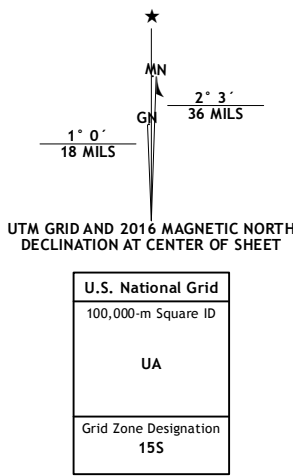 ★
MN
2° 3´
36 MILS
GN
1° 0´
18 MILS
UTM GRID AND 2016 MAGNETIC NORTH
DECLINATION AT CENTER OF SHEET
U.S. National Grid
100,000-m Square ID
UA
Grid Zone Designation
15S